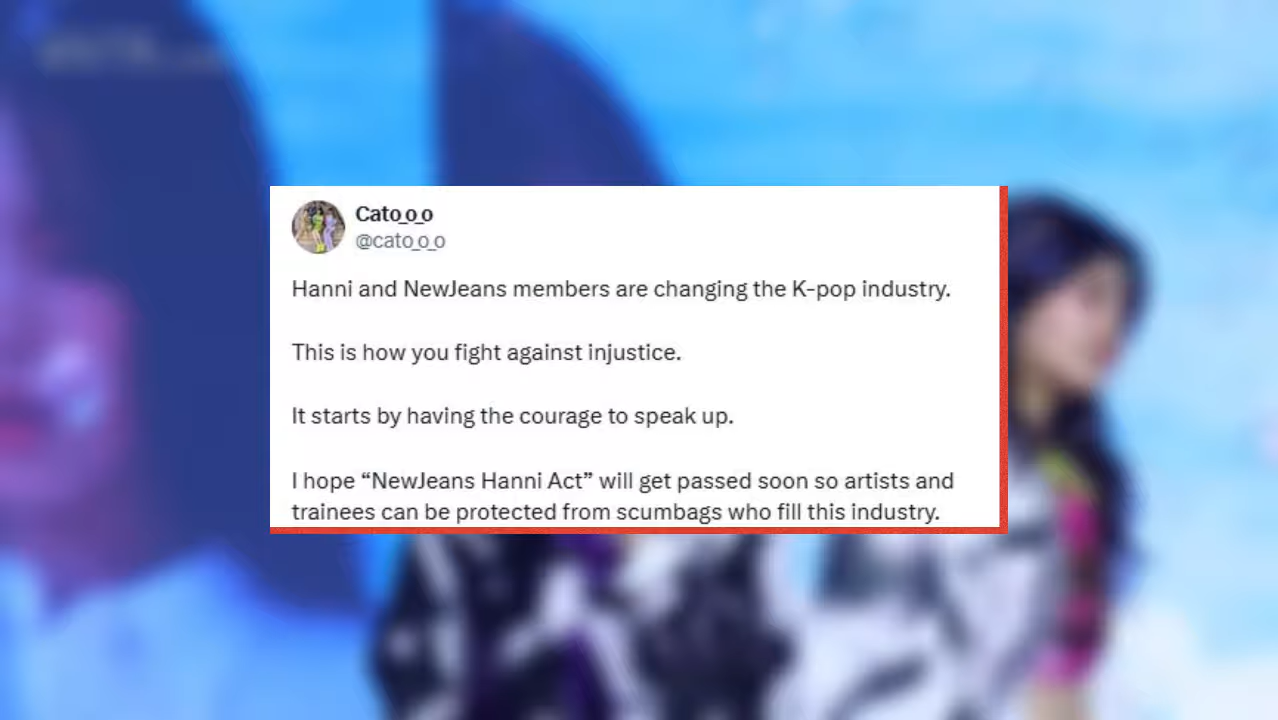 Cato_o_o
@cato_o_o
Hanni and NewJeans members are changing the K-pop industry.
This is how you fight against injustice.
It starts by having the courage to speak up.
I hope “NewJeans Hanni Act” will get passed soon so artists and
trainees can be protected from scumbags who fill this industry.